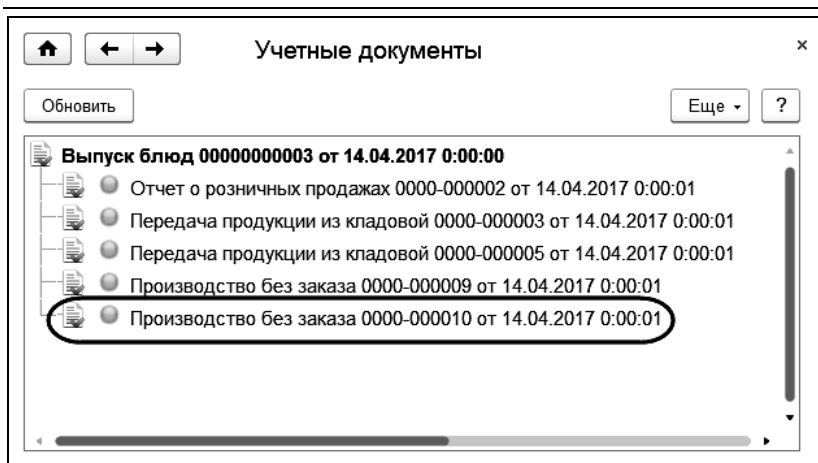 Учетные документы
Обновить
Еще
?
Выпуск блюд 00000000003 от 14.04.2017 0:00:00
Отчет о розничных продажах 0000-000002 от 14.04.2017 0:00:01
Передача продукции из кладовой 0000-000003 от 14.04.2017 0:00:01
Передача продукции из кладовой 0000-000005 от 14.04.2017 0:00:01
Производство без заказа 0000-000009 от 14.04.2017 0:00:01
Производство без заказа 0000-000010 от 14.04.2017 0:00:01